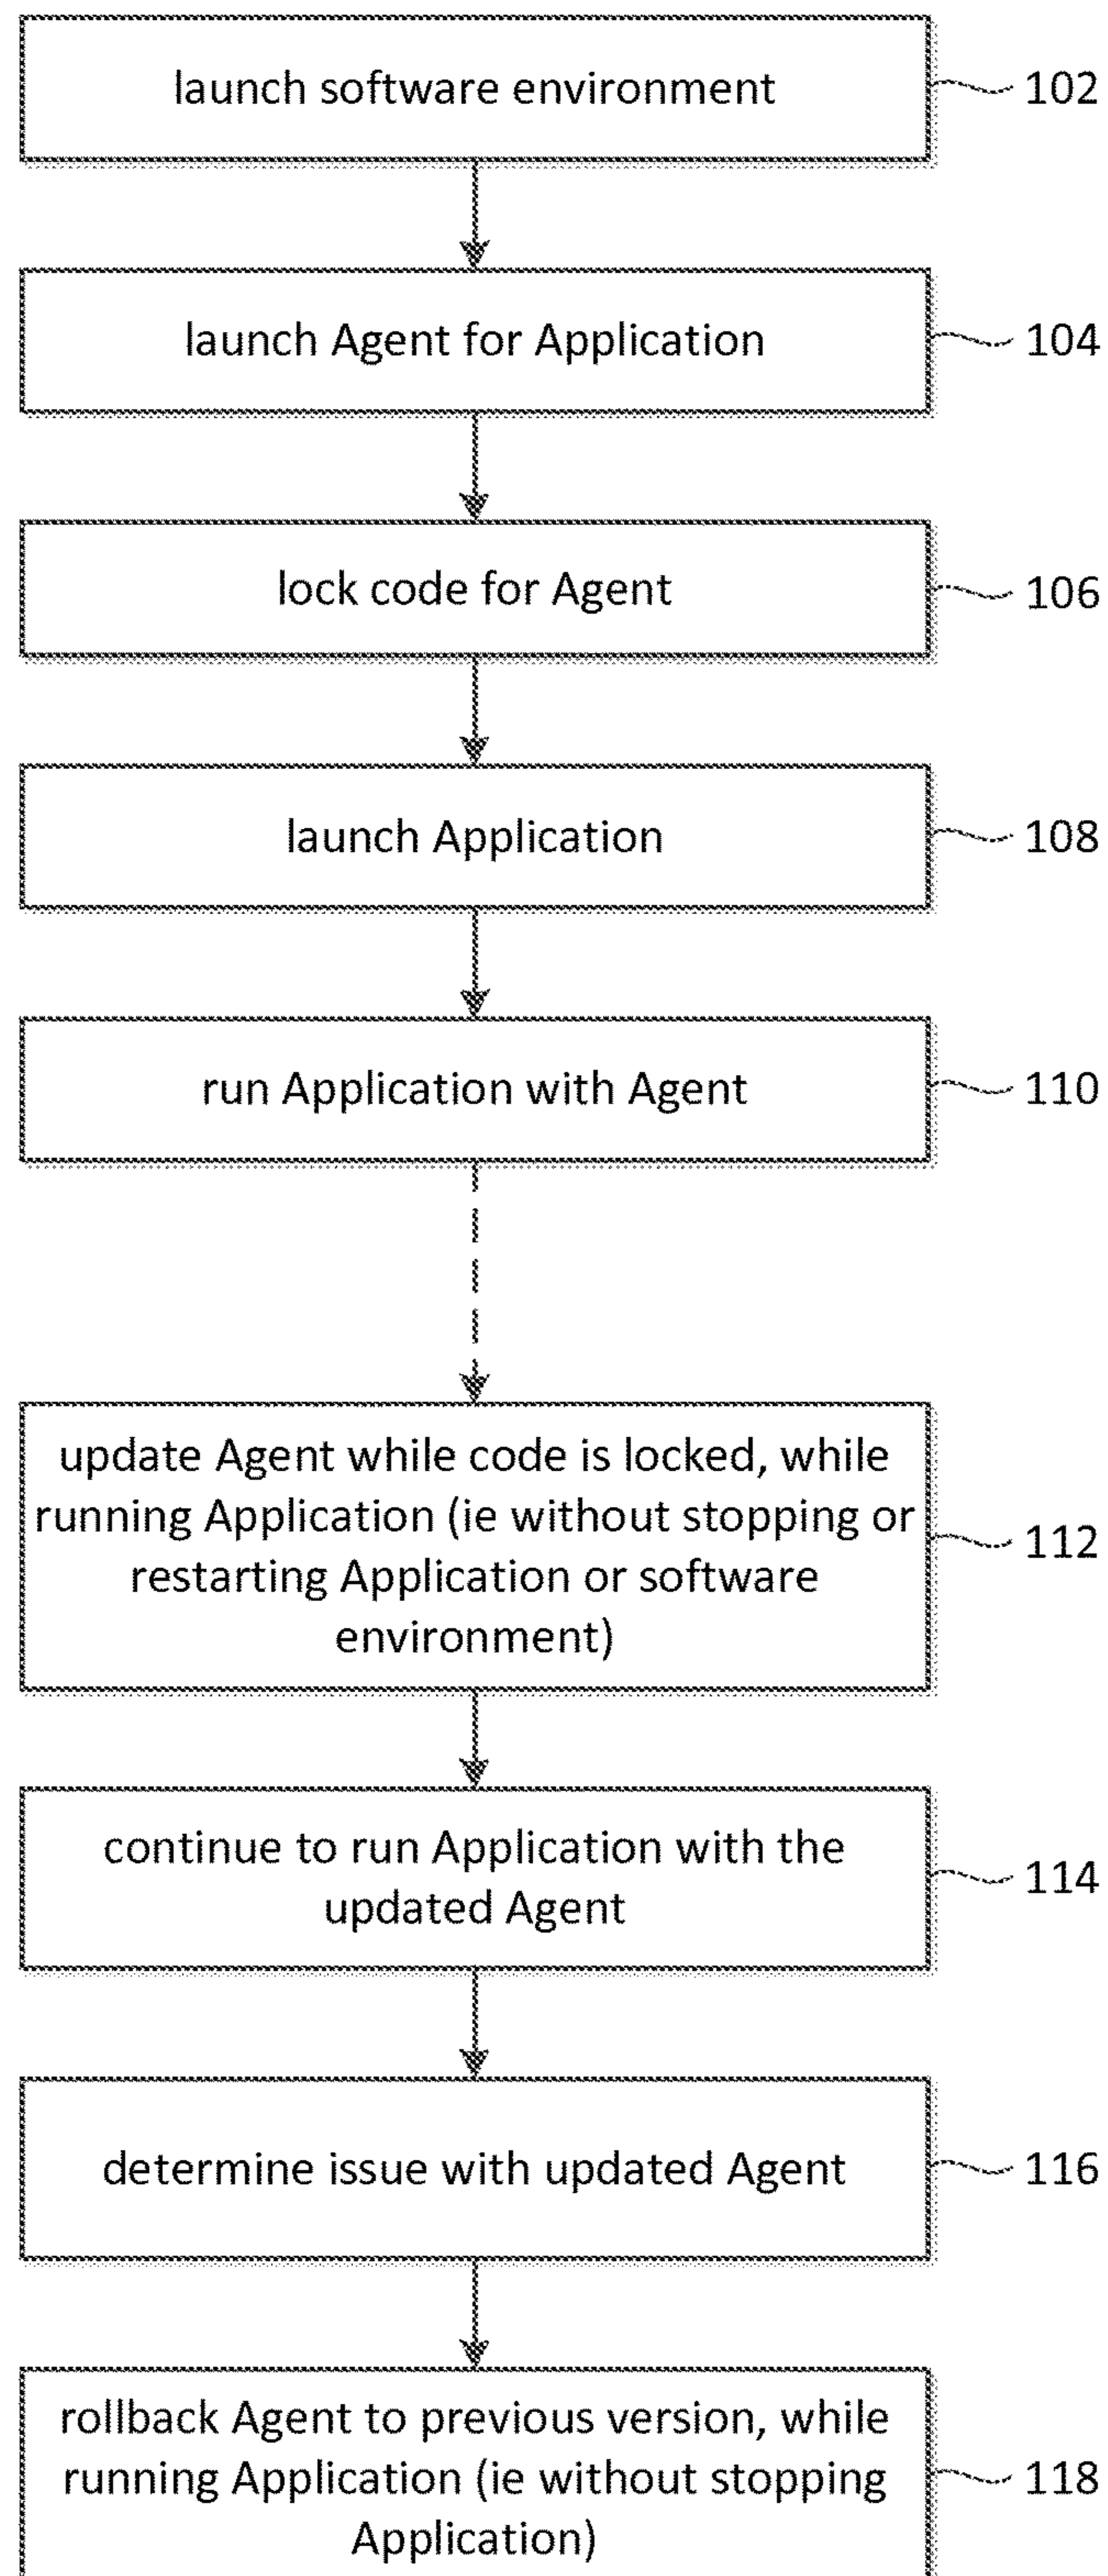 launch software environment
102
launch Agent for Application
104
lock code for Agent
106
launch Application
108
run Application with Agent
110
update Agent while code is locked, while
running Application (ie without stopping or
restarting Application or software
environment)
112
continue to run Application with the
updated Agent
114
determine issue with updated Agent
116
rollback Agent to previous version, while
running Application (ie without stopping
Application)
118